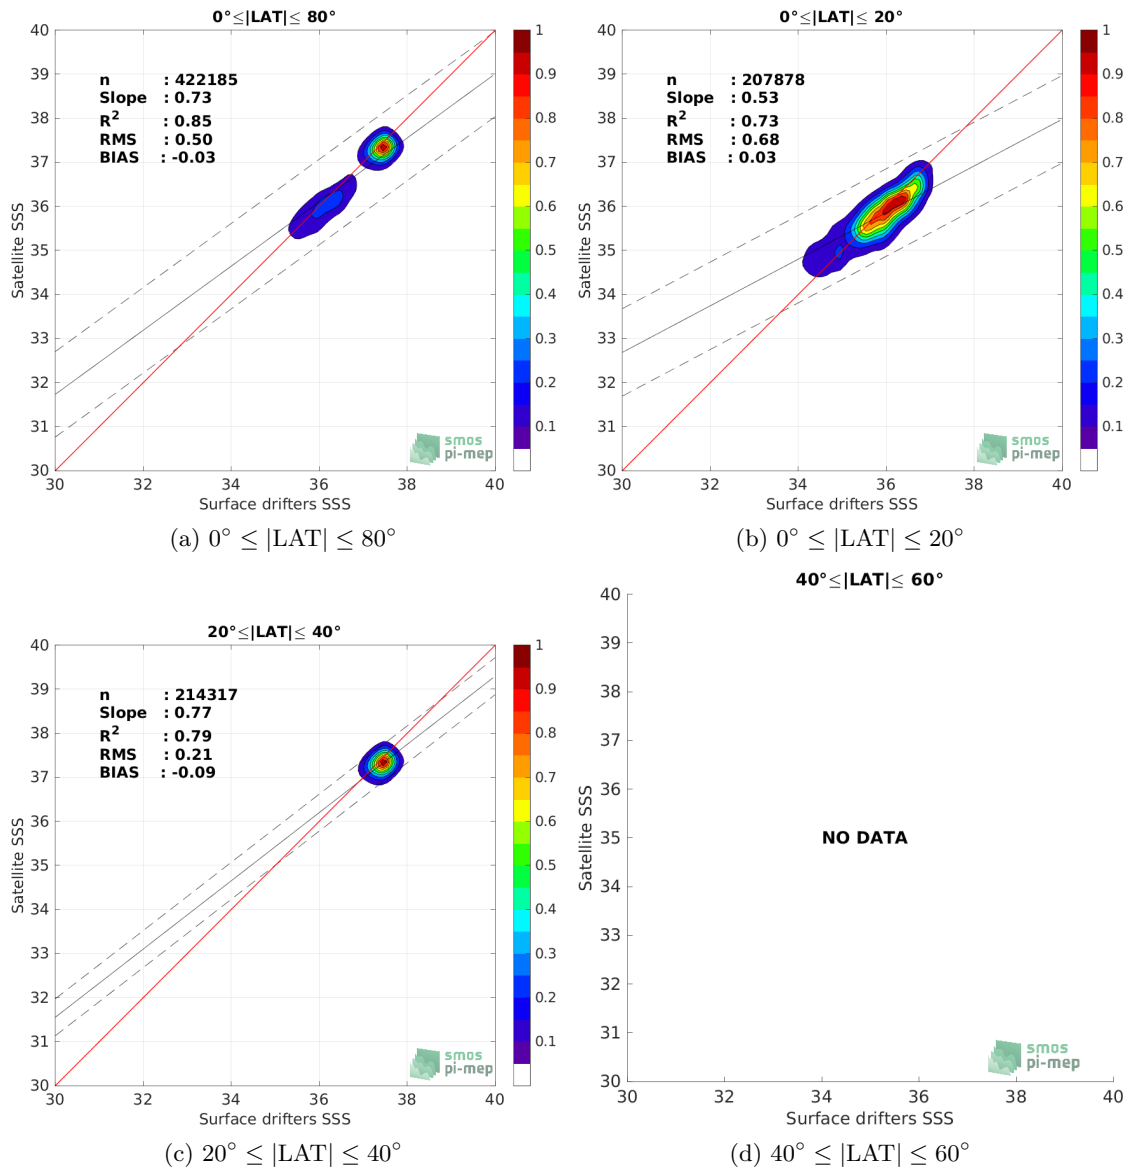 0°≤|LAT|≤ 80°
40
39
38
37
36
35
34
33
32
31
30
n : 422185
Slope : 0.73
R² : 0.85
RMS : 0.50
BIAS : -0.03
Satellite SSS
30 32 34 36 38 40
Surface drifters SSS
1
0.9
0.8
0.7
0.6
0.5
0.4
0.3
0.2
0.1
smos
pi-mep
(a) 0° ≤ |LAT| ≤ 80°
0°≤|LAT|≤ 20°
40
39
38
37
36
35
34
33
32
31
30
n : 207878
Slope : 0.53
R² : 0.73
RMS : 0.68
BIAS : 0.03
Satellite SSS
30 32 34 36 38 40
Surface drifters SSS
1
0.9
0.8
0.7
0.6
0.5
0.4
0.3
0.2
0.1
smos
pi-mep
(b) 0° ≤ |LAT| ≤ 20°
20°≤|LAT|≤ 40°
40
39
38
37
36
35
34
33
32
31
30
n : 214317
Slope : 0.77
R² : 0.79
RMS : 0.21
BIAS : -0.09
Satellite SSS
30 32 34 36 38 40
Surface drifters SSS
1
0.9
0.8
0.7
0.6
0.5
0.4
0.3
0.2
0.1
smos
pi-mep
(c) 20° ≤ |LAT| ≤ 40°
40°≤|LAT|≤ 60°
40
39
38
37
36
35
34
33
32
31
30
NO DATA
Satellite SSS
30 32 34 36 38 40
Surface drifters SSS
smos
pi-mep
(d) 40° ≤ |LAT| ≤ 60°